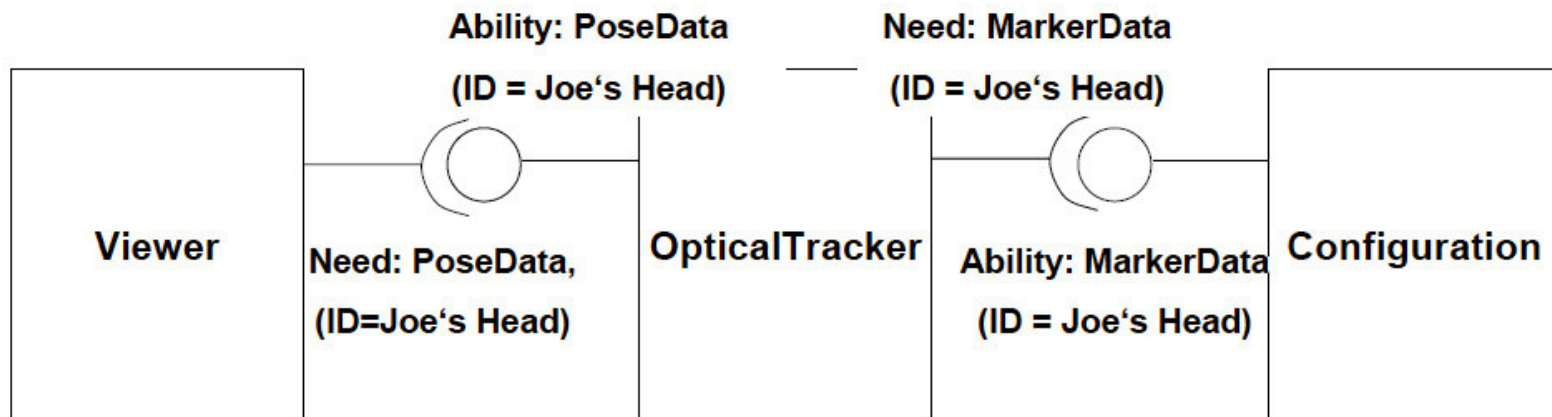 Ability: PoseData
(ID = Joe‘s Head)
Need: MarkerData
(ID = Joe‘s Head)
Viewer
Need: PoseData,
(ID=Joe‘s Head)
OpticalTracker
Ability: MarkerData
(ID = Joe‘s Head)
Configuration